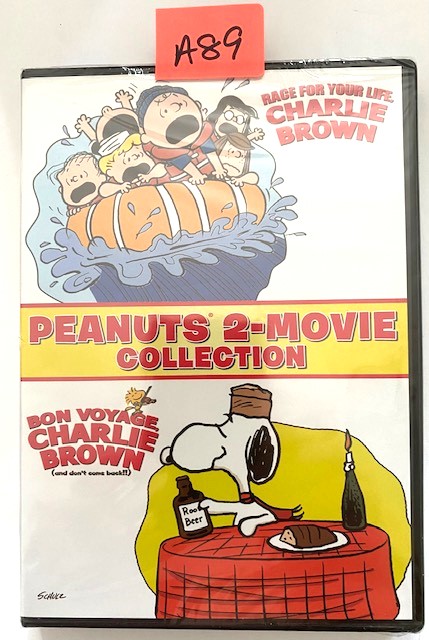 A89
RACE FOR YOUR LIFE,
CHARLIE
BROWN
PEANUTS® 2-MOVIE
COLLECTION
BON VOYAGE,
CHARLIE
BROWN
(and don't come back!!)
Root
Beer
SCHULZ